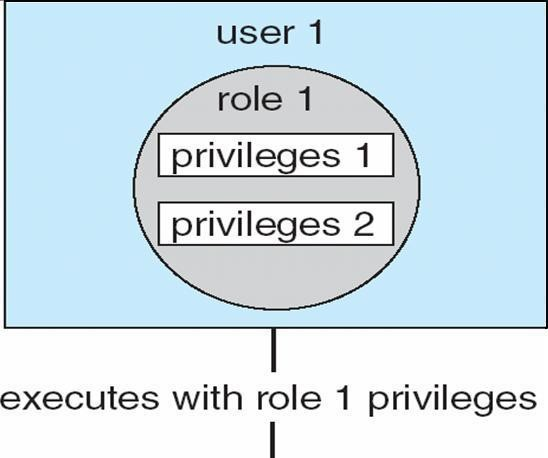 user 1
role 1
privileges 1
privileges 2
executes with role 1 privileges